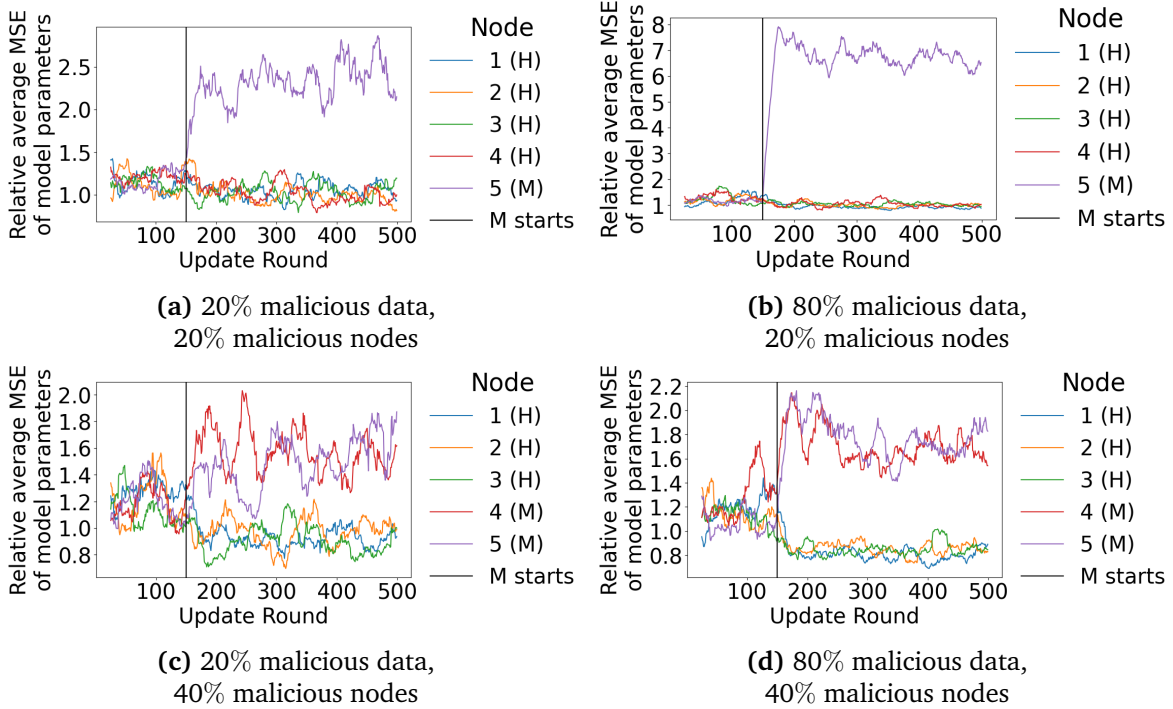 Relative average MSE
of model parameters
2.5
2.0
1.5
1.0
100 200 300 400 500
Update Round
Node
1 (H)
2 (H)
3 (H)
4 (H)
5 (M)
M starts
(a) 20% malicious data,
20% malicious nodes
Relative average MSE
of model parameters
8
7
6
5
4
3
2
1
100 200 300 400 500
Update Round
Node
1 (H)
2 (H)
3 (H)
4 (H)
5 (M)
M starts
(b) 80% malicious data,
20% malicious nodes
Relative average MSE
of model parameters
2.0
1.8
1.6
1.4
1.2
1.0
0.8
100 200 300 400 500
Update Round
Node
1 (H)
2 (H)
3 (H)
4 (M)
5 (M)
M starts
(c) 20% malicious data,
40% malicious nodes
Relative average MSE
of model parameters
2.2
2.0
1.8
1.6
1.4
1.2
1.0
0.8
100 200 300 400 500
Update Round
Node
1 (H)
2 (H)
3 (H)
4 (M)
5 (M)
M starts
(d) 80% malicious data,
40% malicious nodes